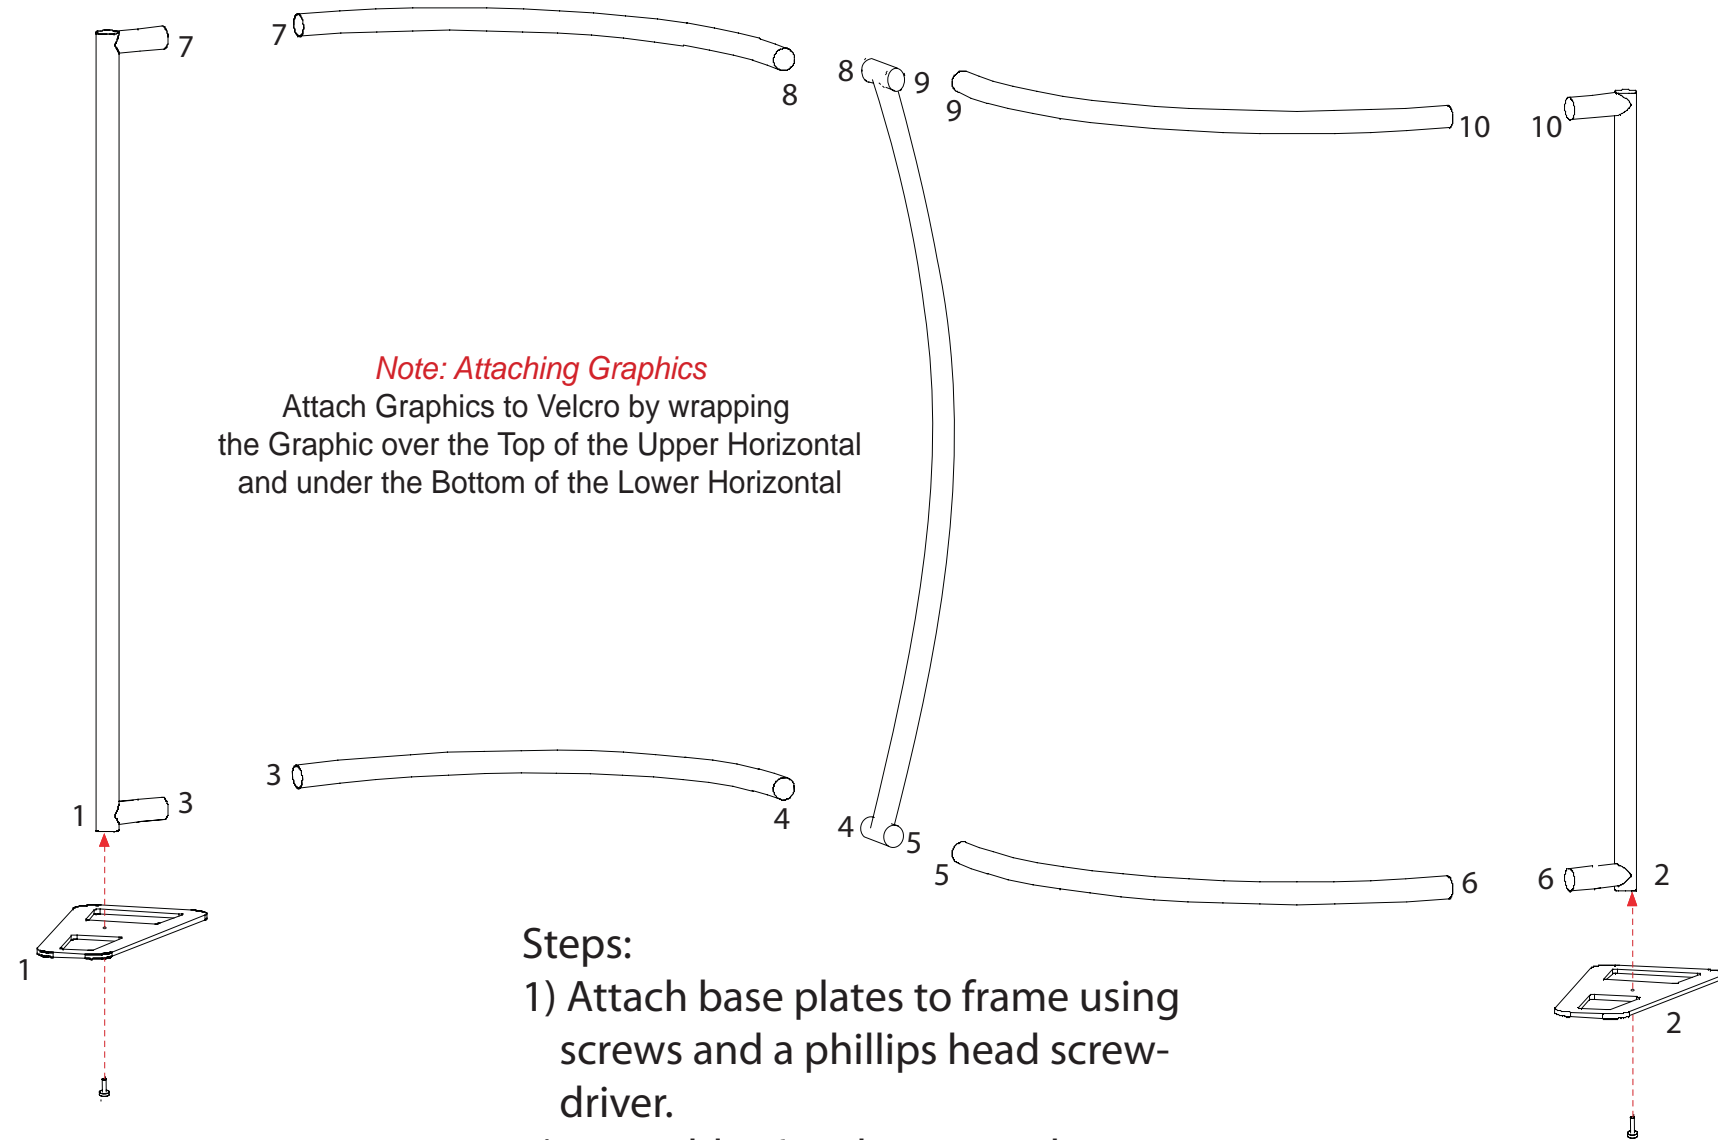 7
7
8
8
9
9
10
10
Note: Attaching Graphics
Attach Graphics to Velcro by wrapping
the Graphic over the Top of the Upper Horizontal
and under the Bottom of the Lower Horizontal
1
3
3
4
4
5
5
6
6
2
1
2
Steps:
1) Attach base plates to frame using
screws and a phillips head screw-
driver.